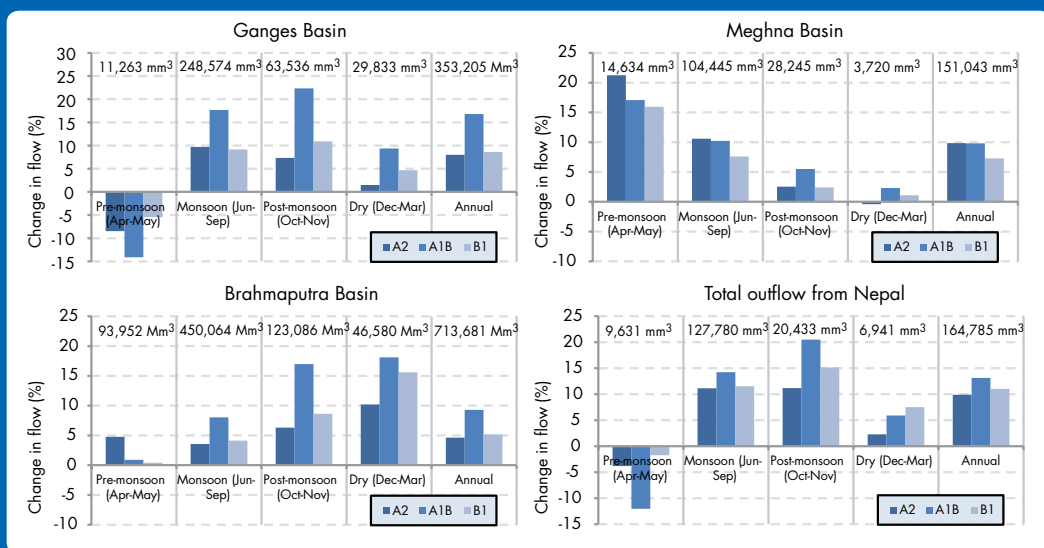 Ganges Basin
Change in flow (%)
30
25
20
15
10
5
0
-5
-10
-15
11,263 mm³ 248,574 mm³ 63,536 mm³ 29,833 mm³ 353,205 Mm³
Pre-monsoon (Apr-May)
Monsoon (Jun-Sep)
Post-monsoon (Oct-Nov)
Dry (Dec-Mar)
Annual
A2 A1B B1
Meghna Basin
Change in flow (%)
25
20
15
10
5
0
-5
-10
14,634 mm³ 104,445 mm³ 28,245 mm³ 3,720 mm³ 151,043 mm³
Pre-monsoon (Apr-May)
Monsoon (Jun-Sep)
Post-monsoon (Oct-Nov)
Dry (Dec-Mar)
Annual
A2 A1B B1
Brahmaputra Basin
Change in flow (%)
25
20
15
10
5
0
-5
-10
93,952 Mm³ 450,064 Mm³ 123,086 Mm³ 46,580 Mm³ 713,681 Mm³
Pre-monsoon (Apr-May)
Monsoon (Jun-Sep)
Post-monsoon (Oct-Nov)
Dry (Dec-Mar)
Annual
A2 A1B B1
Total outflow from Nepal
Change in flow (%)
25
20
15
10
5
0
-5
-10
-15
9,631 mm³ 127,780 mm³ 20,433 mm³ 6,941 mm³ 164,785 mm³
Pre-monsoon (Apr-May)
Monsoon (Jun-Sep)
Post-monsoon (Oct-Nov)
Dry (Dec-Mar)
Annual
A2 A1B B1